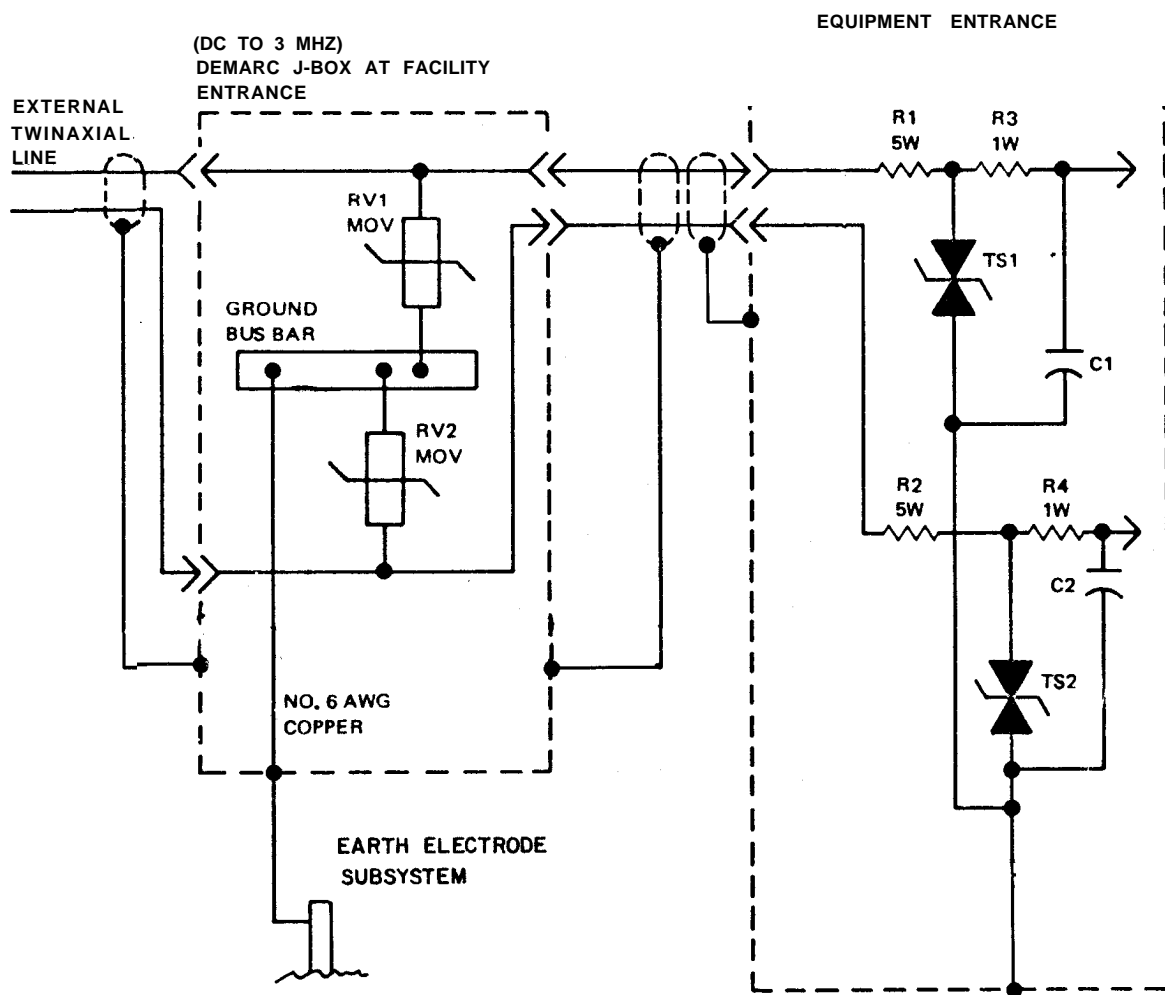 EQUIPMENT ENTRANCE
(DC TO 3 MHZ)
DEMARC J-BOX AT FACILITY
ENTRANCE
EXTERNAL
TWINAXIAL
LINE
R1
5W
R3
1W
RV1
MOV
TS1
GROUND
BUS BAR
C1
RV2
MOV
R2
5W
R4
1W
C2
TS2
NO. 6 AWG
COPPER
EARTH ELECTRODE
SUBSYSTEM